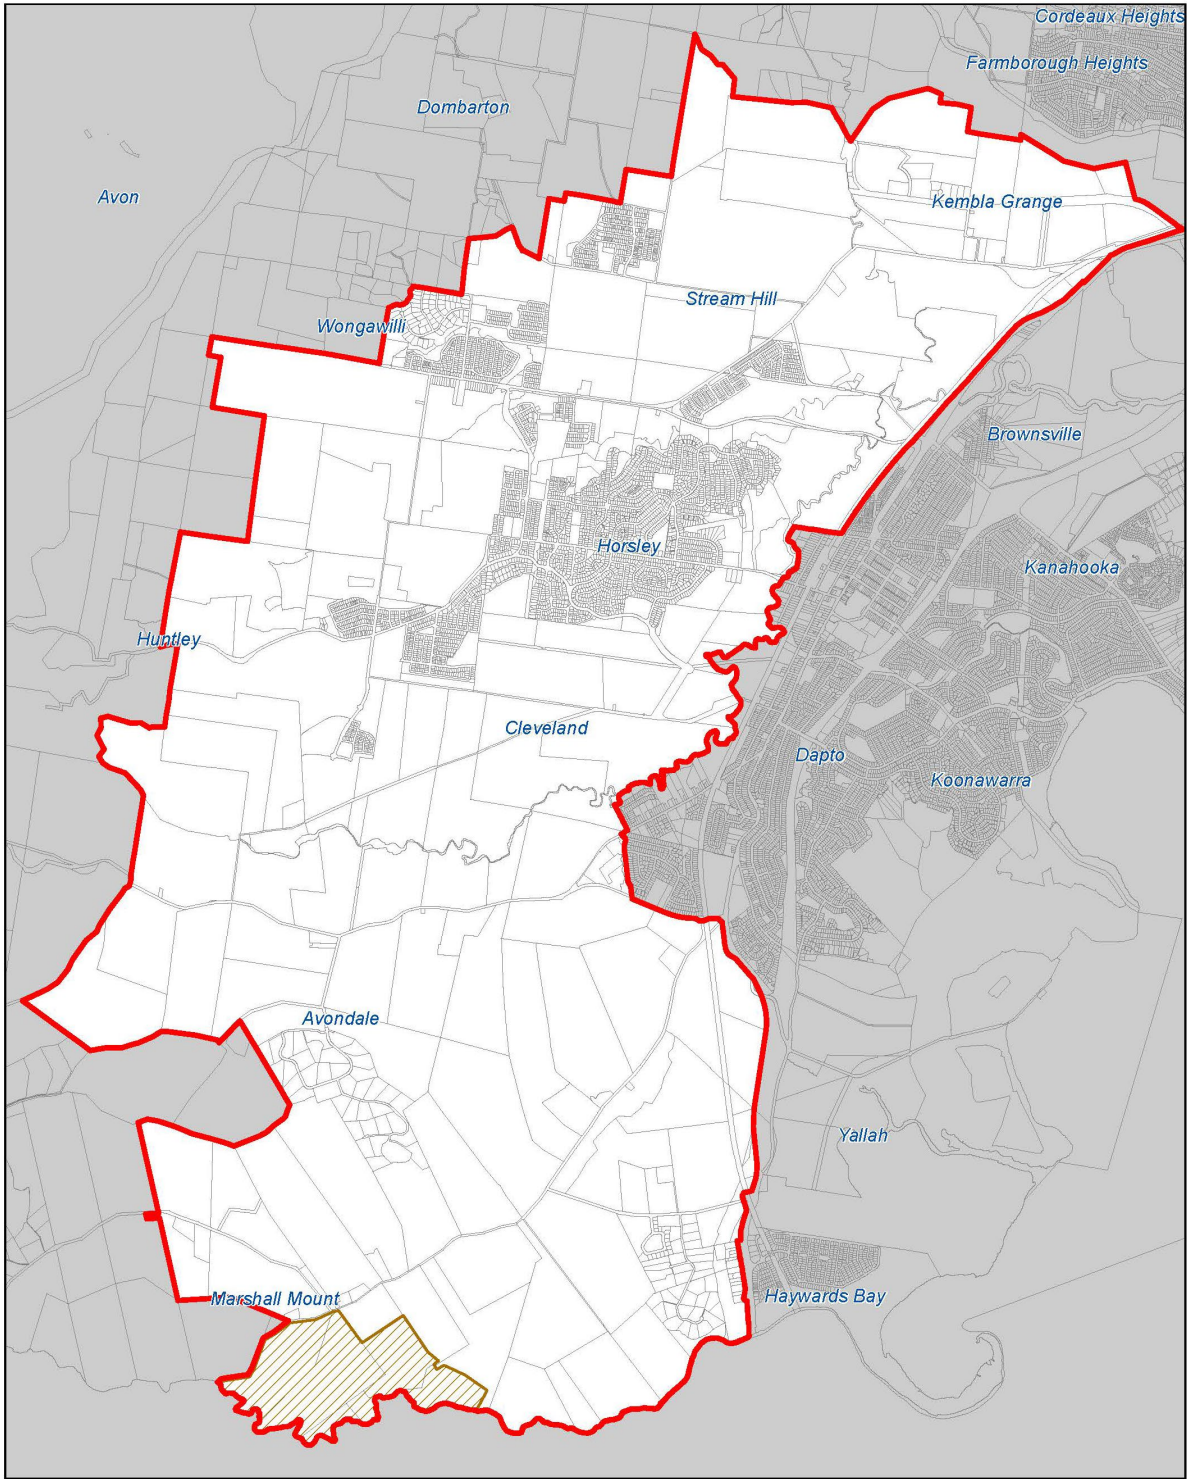 Cordeaux Heights
Farmborough Heights
Dombarton
Avon
Kembla Grange
Stream Hill
Wongawilli
Brownsville
Horsley
Kanahooka
Huntley
Cleveland
Dapto
Koonawarra
Avondale
Yallah
Haywards Bay
Marshall Mount